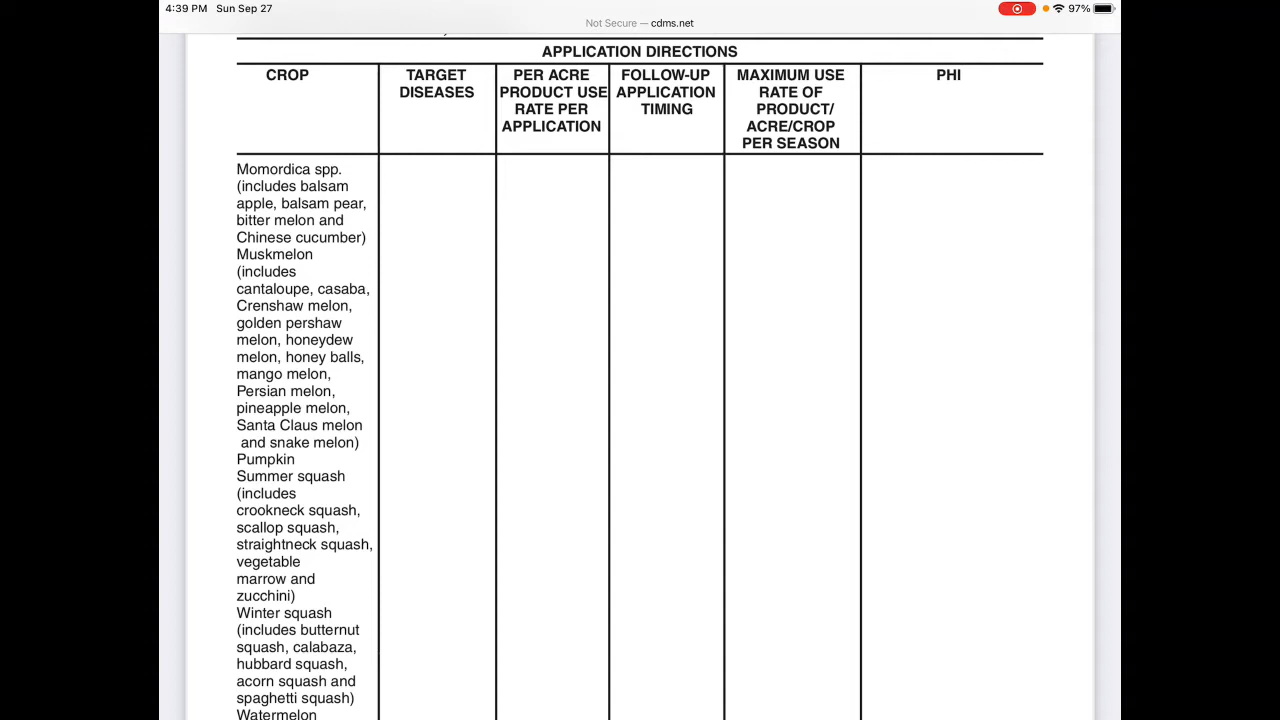 4:39 PM Sun Sep 27
97%
Not Secure — cdms.net
APPLICATION DIRECTIONS
CROP
TARGET
DISEASES
PER ACRE
PRODUCT USE
RATE PER
APPLICATION
FOLLOW-UP
APPLICATION
TIMING
MAXIMUM USE
RATE OF
PRODUCT/
ACRE/CROP
PER SEASON
PHI
Momordica spp.
(includes balsam
apple, balsam pear,
bitter melon and
Chinese cucumber)
Muskmelon
(includes
cantaloupe, casaba,
Crenshaw melon,
golden pershaw
melon, honeydew
melon, honey balls,
mango melon,
Persian melon,
pineapple melon,
Santa Claus melon
and snake melon)
Pumpkin
Summer squash
(includes
crookneck squash,
scallop squash,
straightneck squash,
vegetable
marrow and
zucchini)
Winter squash
(includes butternut
squash, calabaza,
hubbard squash,
acorn squash and
spaghetti squash)
Watermelon